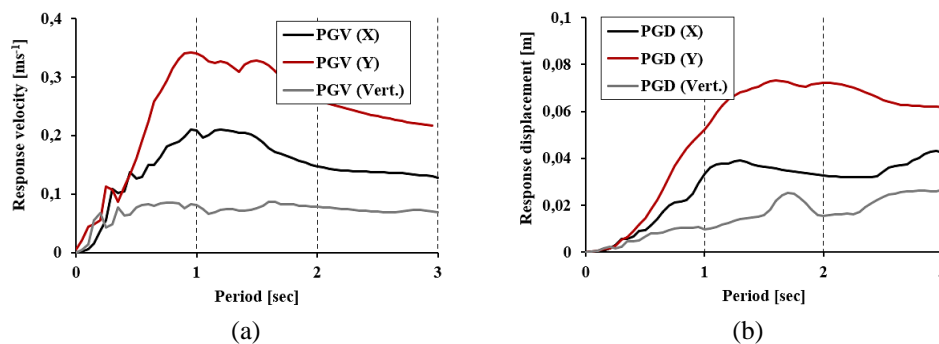 0,4
0,3
0,2
0,1
0
Response velocity [ms-1]
PGV (X)
PGV (Y)
PGV (Vert.)
0 1 2 3
Period [sec]
(a)
0,1
0,08
0,06
0,04
0,02
0
Response displacement [m]
PGD (X)
PGD (Y)
PGD (Vert.)
0 1 2 3
Period [sec]
(b)